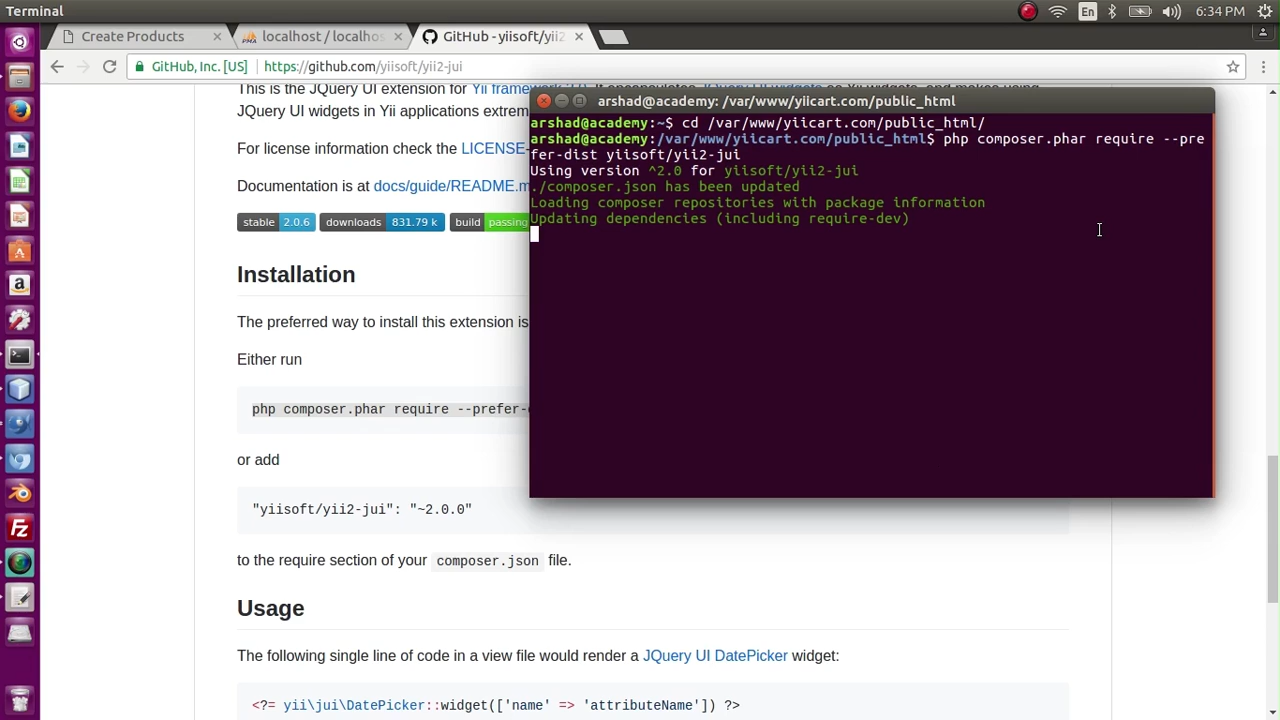 Terminal
En
6:34 PM
Create Products
PMA
localhost / localhos
GitHub - yiisoft/yii2
GitHub, Inc. [US]
https://github.com/yiisoft/yii2-jui
This is the JQuery UI extension for Yii
JQuery UI widgets in Yii applications extrem
For license information check the LICENSE-
Documentation is at docs/guide/README.m
stable 2.0.6 downloads 831.79 k build passing
Installation
The preferred way to install this extension is
Either run
php composer.phar require --prefer-
or add
"yiisoft/yii2-jui": "~2.0.0"
to the require section of your composer.json file.
Usage
The following single line of code in a view file would render a JQuery UI DatePicker widget:
<?= yii\jui\DatePicker::widget(['name' => 'attributeName']) ?>
arshad@academy: /var/www/yiicart.com/public_html
arshad@academy:~$ cd /var/www/yiicart.com/public_html/
arshad@academy:/var/www/yiicart.com/public_html$ php composer.phar require --pre
fer-dist yiisoft/yii2-jui
Using version ^2.0 for yiisoft/yii2-jui
./composer.json has been updated
Loading composer repositories with package information
Updating dependencies (including require-dev)